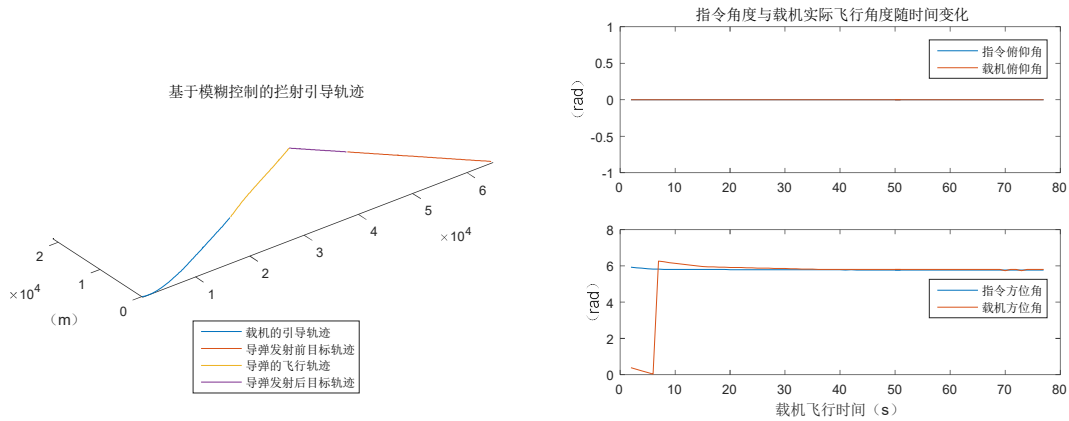 基于模糊控制的拦射引导轨迹
6
5
4
3
2
1
×10⁴
2
1
0
×10⁴
（m）
载机的引导轨迹
导弹发射前目标轨迹
导弹的飞行轨迹
导弹发射后目标轨迹
指令角度与载机实际飞行角度随时间变化
（rad）
1
0.5
0
-0.5
-1
0 10 20 30 40 50 60 70 80
指令俯仰角
载机俯仰角
（rad）
8
6
4
2
0
0 10 20 30 40 50 60 70 80
指令方位角
载机方位角
载机飞行时间（s）